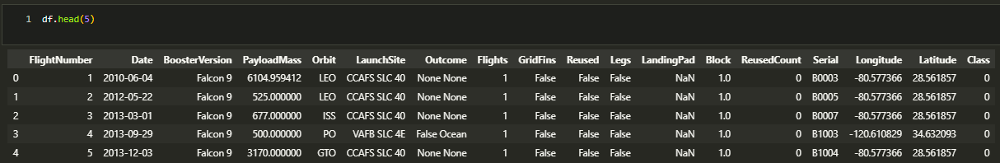 1 df.head(5)
FlightNumber Date BoosterVersion PayloadMass Orbit LaunchSite Outcome Flights GridFins Reused Legs LandingPad Block ReusedCount Serial Longitude Latitude Class
0 1 2010-06-04 Falcon 9 6104.959412 LEO CCAFS SLC 40 None None 1 False False False NaN 1.0 0 B0003 -80.577366 28.561857 0
1 2 2012-05-22 Falcon 9 525.000000 LEO CCAFS SLC 40 None None 1 False False False NaN 1.0 0 B0005 -80.577366 28.561857 0
2 3 2013-03-01 Falcon 9 677.000000 ISS CCAFS SLC 40 None None 1 False False False NaN 1.0 0 B0007 -80.577366 28.561857 0
3 4 2013-09-29 Falcon 9 500.000000 PO VAFB SLC 4E False Ocean 1 False False False NaN 1.0 0 B1003 -120.610829 34.632093 0
4 5 2013-12-03 Falcon 9 3170.000000 GTO CCAFS SLC 40 None None 1 False False False NaN 1.0 0 B1004 -80.577366 28.561857 0